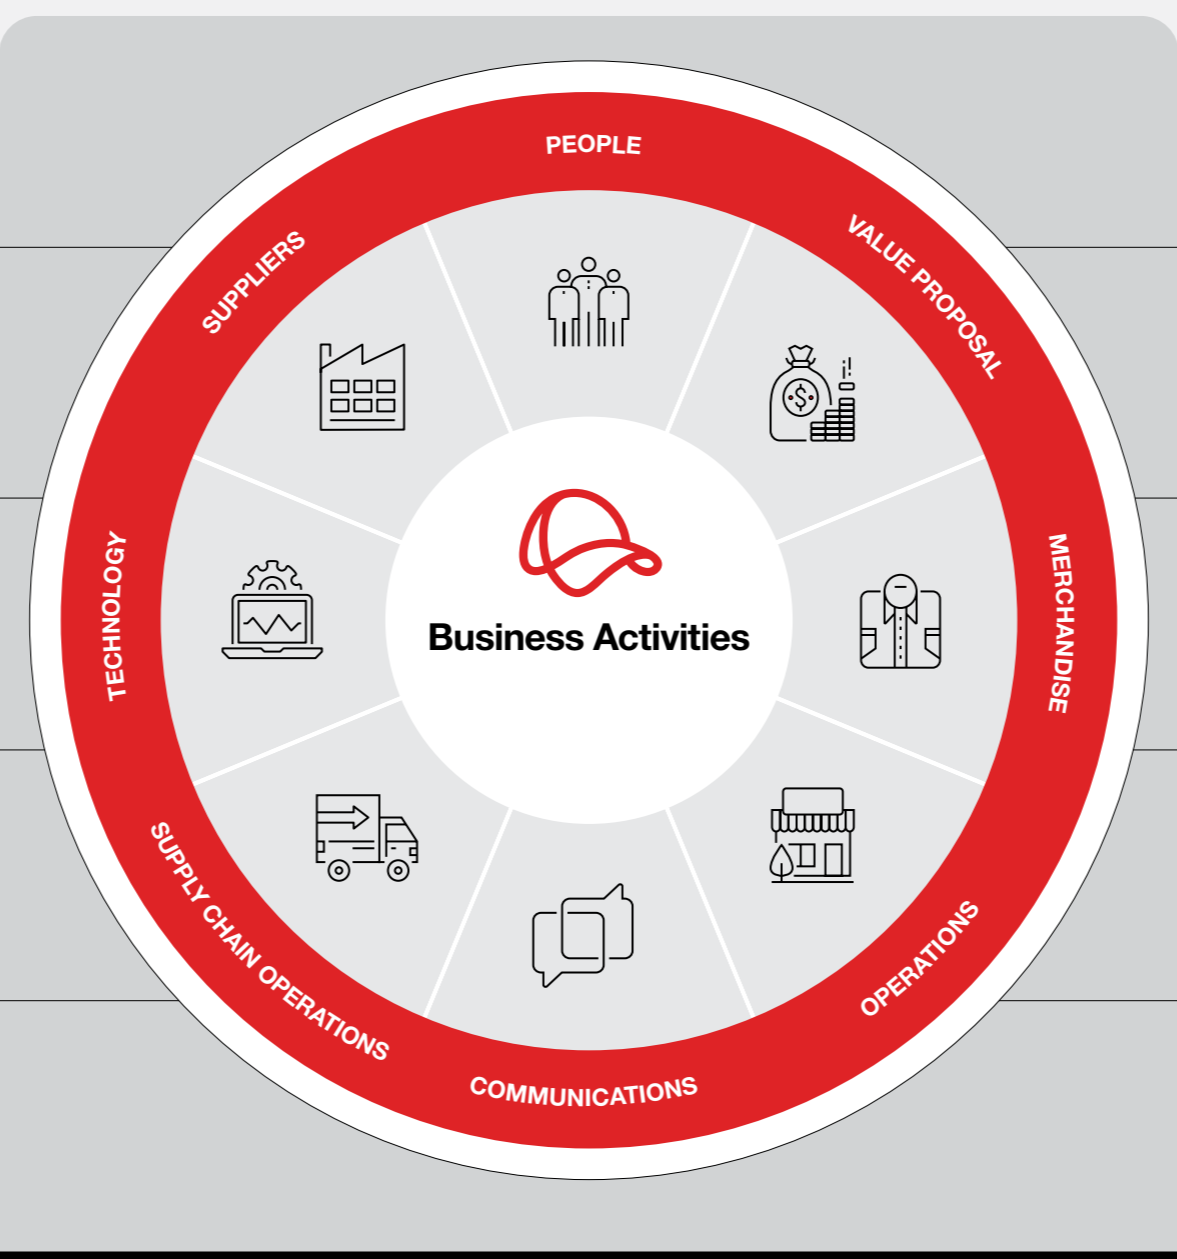 PEOPLE
VALUE PROPOSAL
MERCHANDISE
OPERATIONS
COMMUNICATIONS
SUPPLY CHAIN OPERATIONS
TECHNOLOGY
SUPPLIERS
$
Business Activities